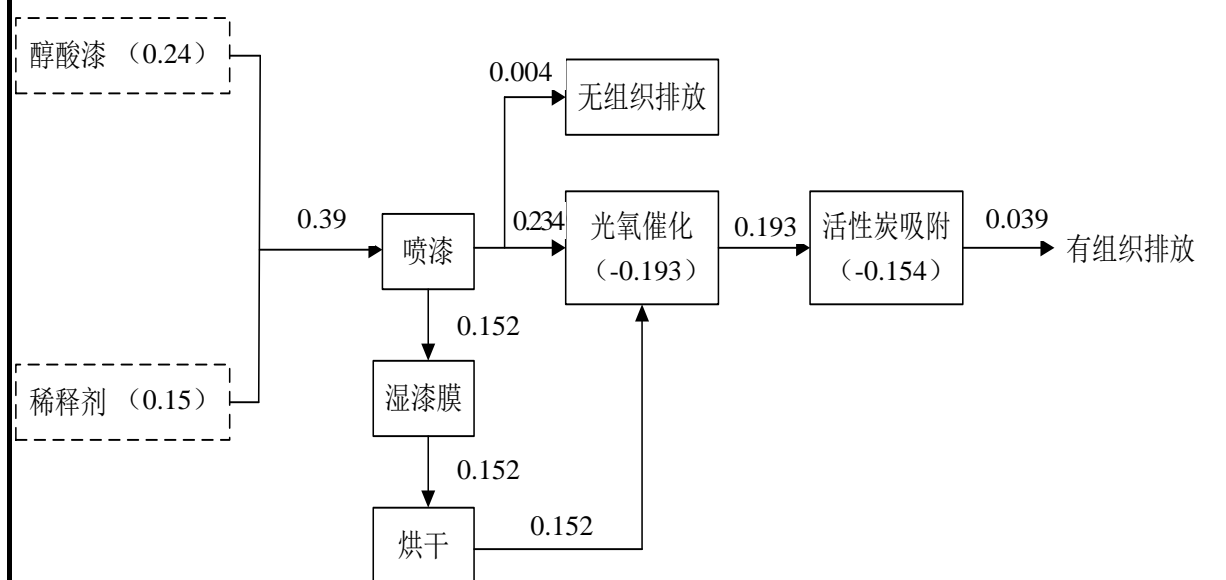 醇酸漆 （0.24）
0.004
无组织排放
0.39
喷漆
0.234
光氧催化
（-0.193）
0.193
活性炭吸附
（-0.154）
0.039
有组织排放
0.152
稀释剂 （0.15）
湿漆膜
0.152
烘干
0.152